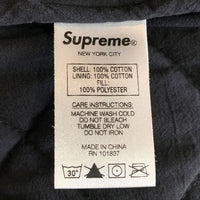 Supreme®
NEW YORK CITY
SHELL: 100% COTTON
LINING: 100% COTTON
FILL:
100% POLYESTER
CARE INSTRUCTIONS:
MACHINE WASH COLD
DO NOT BLEACH
TUMBLE DRY LOW
DO NOT IRON
MADE IN CHINA
RN 101837
30°